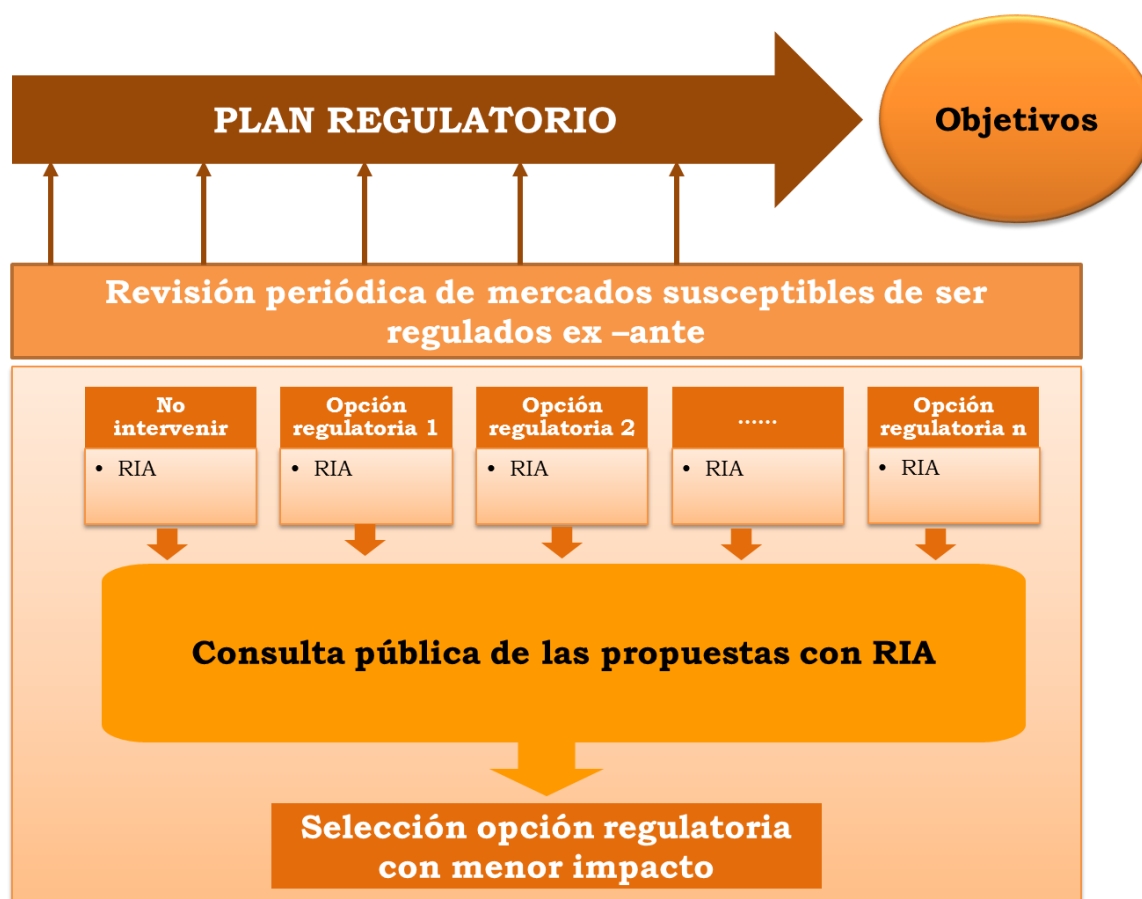 PLAN REGULATORIO
Objetivos
Revisión periódica de mercados susceptibles de ser
regulados ex –ante
No
intervenir
• RIA
Opción
regulatoria 1
• RIA
Opción
regulatoria 2
• RIA
……
• RIA
Opción
regulatoria n
• RIA
Consulta pública de las propuestas con RIA
Selección opción regulatoria
con menor impacto